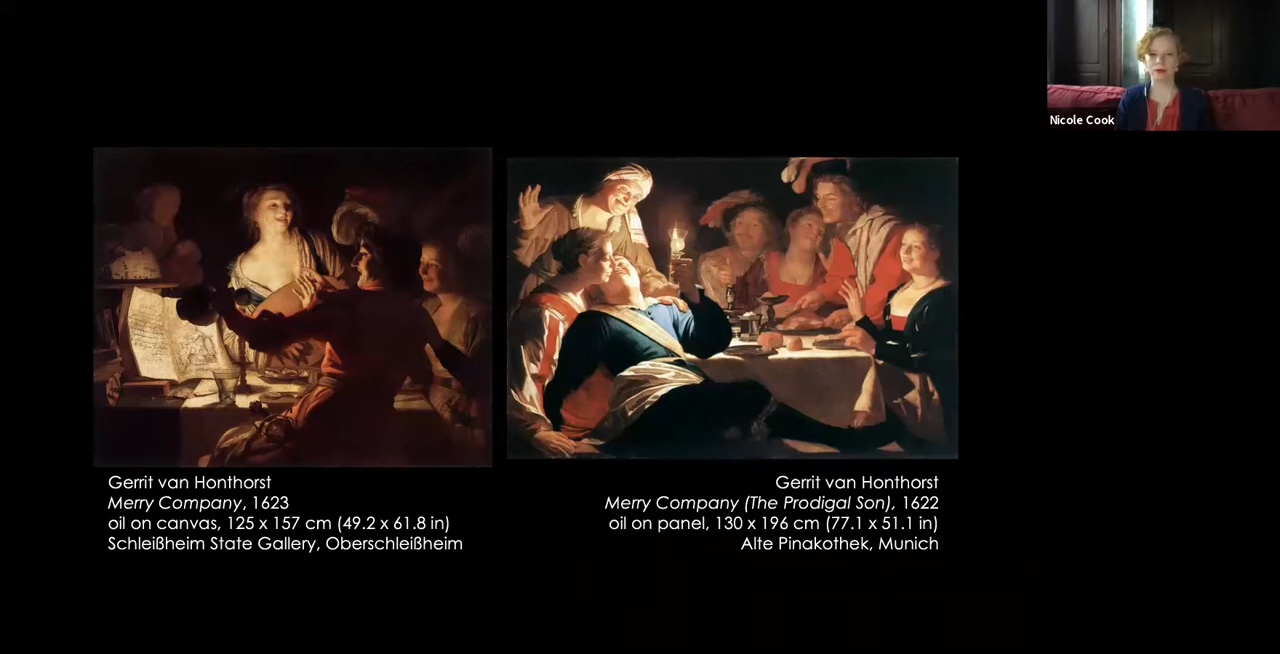 Nicole Cook
Gerrit van Honthorst
Merry Company, 1623
oil on canvas, 125 x 157 cm (49.2 x 61.8 in)
Schleißheim State Gallery, Oberschleißheim
Gerrit van Honthorst
Merry Company (The Prodigal Son), 1622
oil on panel, 130 x 196 cm (77.1 x 51.1 in)
Alte Pinakothek, Munich